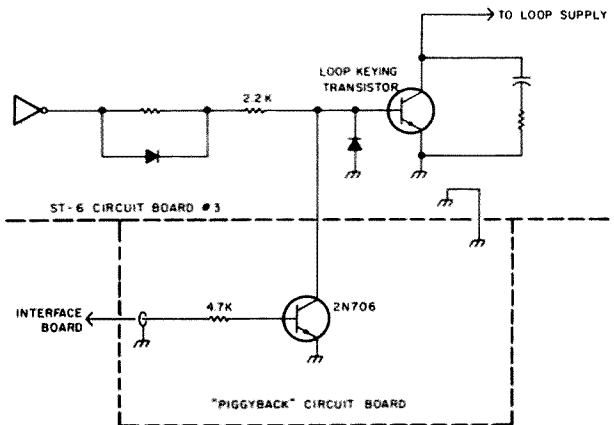 TO LOOP SUPPLY
LOOP KEYING
TRANSISTOR
2.2K
ST-6 CIRCUIT BOARD #3
4.7K
2N706
INTERFACE
BOARD
"PIGGYBACK" CIRCUIT BOARD